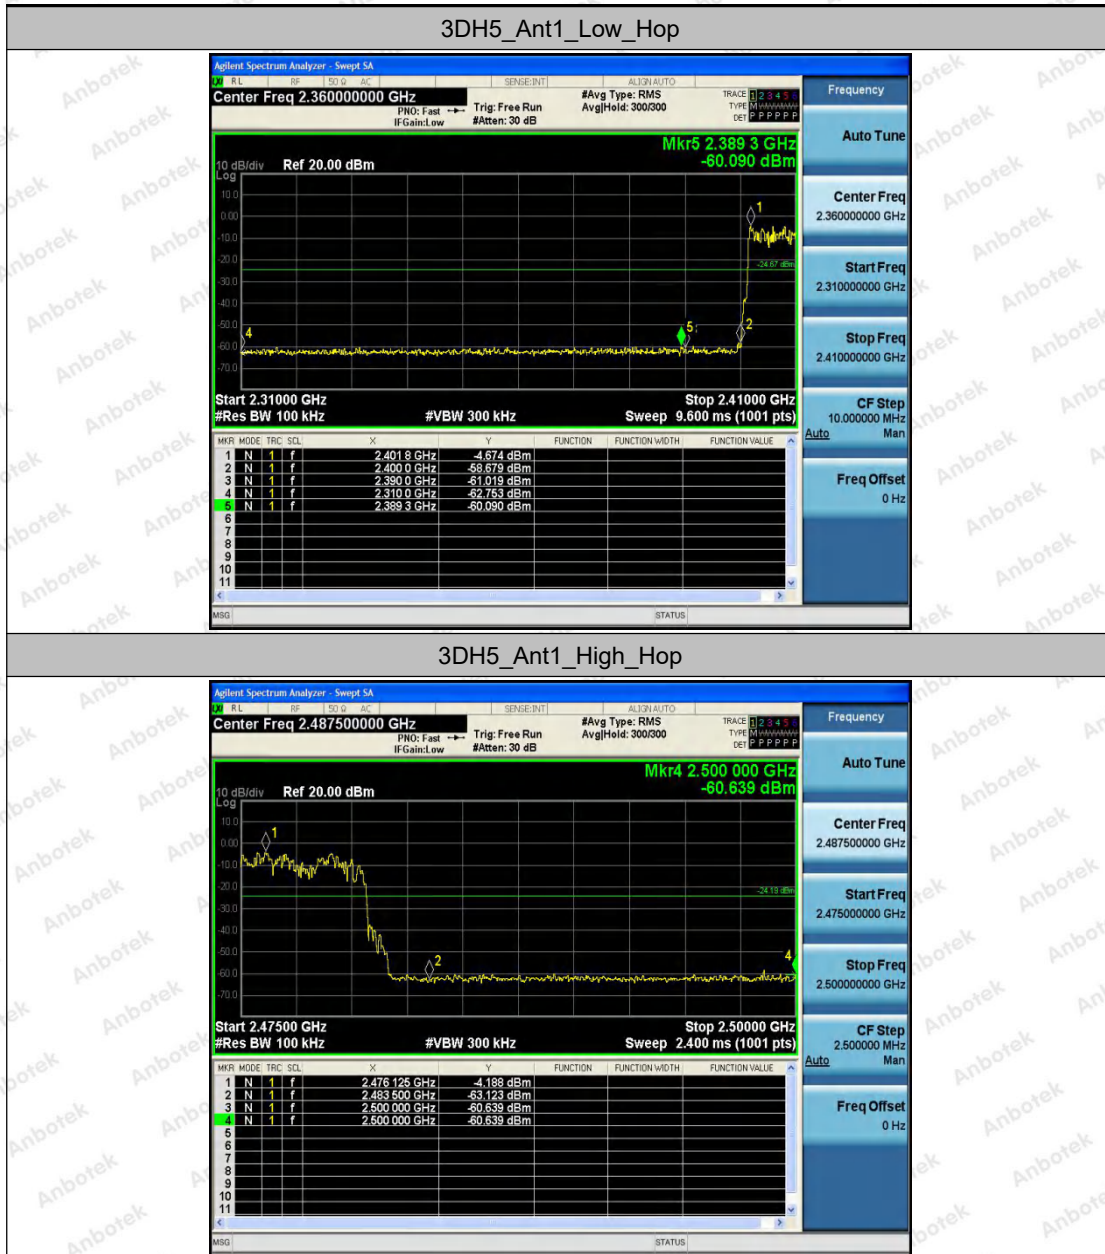 3DH5_Ant1_Low_Hop
Agilent Spectrum Analyzer - Swept SA
RL RF 50 Ω AC SENSE:INT ALIGN AUTO
Center Freq 2.360000000 GHz
PNO: Fast
IFGain:Low
Trig: Free Run
#Atten: 30 dB
#Avg Type: RMS
Avg|Hold: 300/300
TRACE 1 2 3 4 5 6
TYPE M
DET P P P P P P
Mkr5 2.389 3 GHz
-60.090 dBm
10 dB/div Ref 20.00 dBm
Log
10.0
0.00
-10.0
-20.0
-30.0
-40.0
-50.0
-60.0
-70.0
1
-24.67 dBm
4
5
2
Start 2.31000 GHz Stop 2.41000 GHz
#Res BW 100 kHz #VBW 300 kHz Sweep 9.600 ms (1001 pts)
MKR MODE TRC SCL X Y FUNCTION FUNCTION WIDTH FUNCTION VALUE
1 N 1 f 2.401 8 GHz -4.674 dBm
2 N 1 f 2.400 0 GHz -58.679 dBm
3 N 1 f 2.390 0 GHz -61.019 dBm
4 N 1 f 2.310 0 GHz -62.753 dBm
5 N 1 f 2.389 3 GHz -60.090 dBm
6
7
8
9
10
11
MSG STATUS
Frequency
Auto Tune
Center Freq
2.360000000 GHz
Start Freq
2.310000000 GHz
Stop Freq
2.410000000 GHz
CF Step
10.000000 MHz
Auto Man
Freq Offset
0 Hz
3DH5_Ant1_High_Hop
Agilent Spectrum Analyzer - Swept SA
RL RF 50 Ω AC SENSE:INT ALIGN AUTO
Center Freq 2.487500000 GHz
PNO: Fast
IFGain:Low
Trig: Free Run
#Atten: 30 dB
#Avg Type: RMS
Avg|Hold: 300/300
TRACE 1 2 3 4 5 6
TYPE M
DET P P P P P P
Mkr4 2.500 000 GHz
-60.639 dBm
10 dB/div Ref 20.00 dBm
Log
10.0
0.00
-10.0
-20.0
-30.0
-40.0
-50.0
-60.0
-70.0
1
-24.19 dBm
2
4
Start 2.47500 GHz Stop 2.50000 GHz
#Res BW 100 kHz #VBW 300 kHz Sweep 2.400 ms (1001 pts)
MKR MODE TRC SCL X Y FUNCTION FUNCTION WIDTH FUNCTION VALUE
1 N 1 f 2.476 125 GHz -4.188 dBm
2 N 1 f 2.483 500 GHz -63.123 dBm
3 N 1 f 2.500 000 GHz -60.639 dBm
4 N 1 f 2.500 000 GHz -60.639 dBm
5
6
7
8
9
10
11
MSG STATUS
Frequency
Auto Tune
Center Freq
2.487500000 GHz
Start Freq
2.475000000 GHz
Stop Freq
2.500000000 GHz
CF Step
2.500000 MHz
Auto Man
Freq Offset
0 Hz
Anbotek